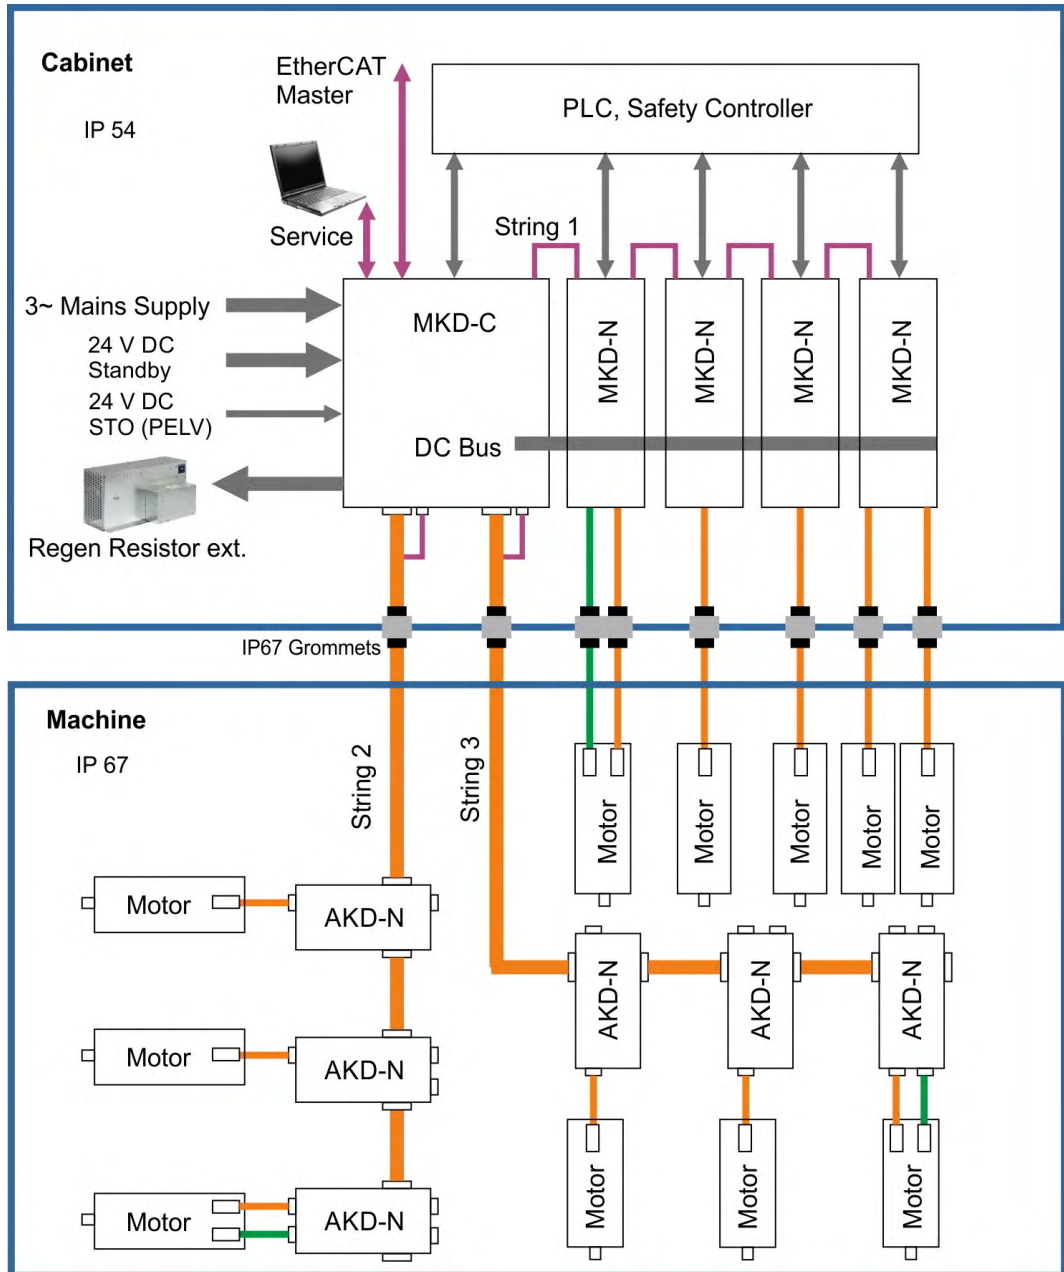 Cabinet
IP 54
EtherCAT
Master
PLC, Safety Controller
Service
String 1
3~ Mains Supply
24 V DC
Standby
24 V DC
STO (PELV)
Regen Resistor ext.
MKD-C
DC Bus
MKD-N
MKD-N
MKD-N
MKD-N
IP67 Grommets
Machine
IP 67
String 2
String 3
Motor
Motor
Motor
Motor
Motor
Motor
AKD-N
Motor
AKD-N
Motor
AKD-N
AKD-N
AKD-N
AKD-N
Motor
Motor
Motor